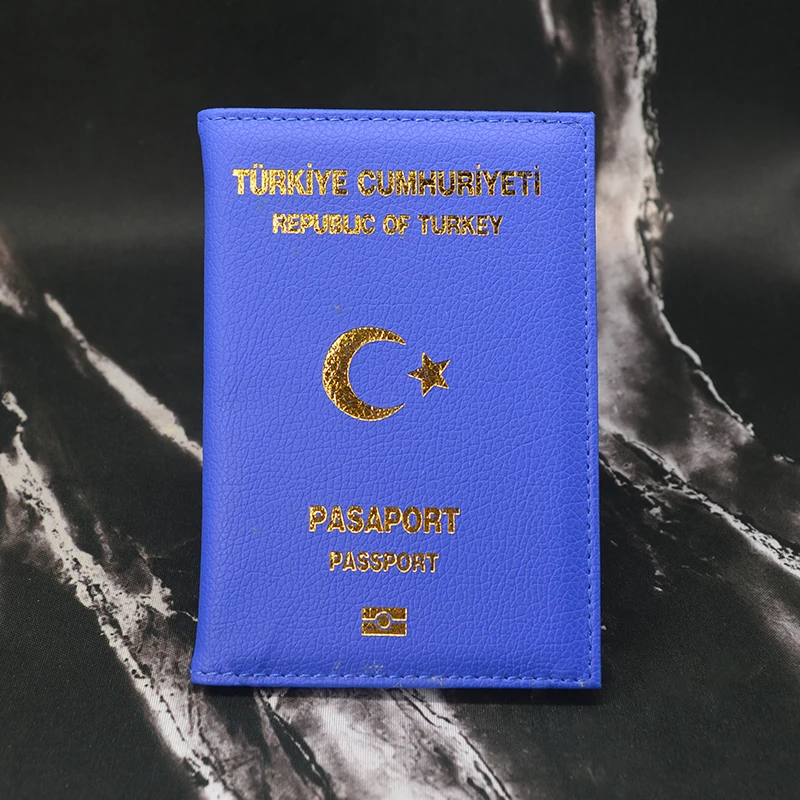 TÜRKİYE CUMHURİYETİ
REPUBLIC OF TURKEY
PASAPORT
PASSPORT